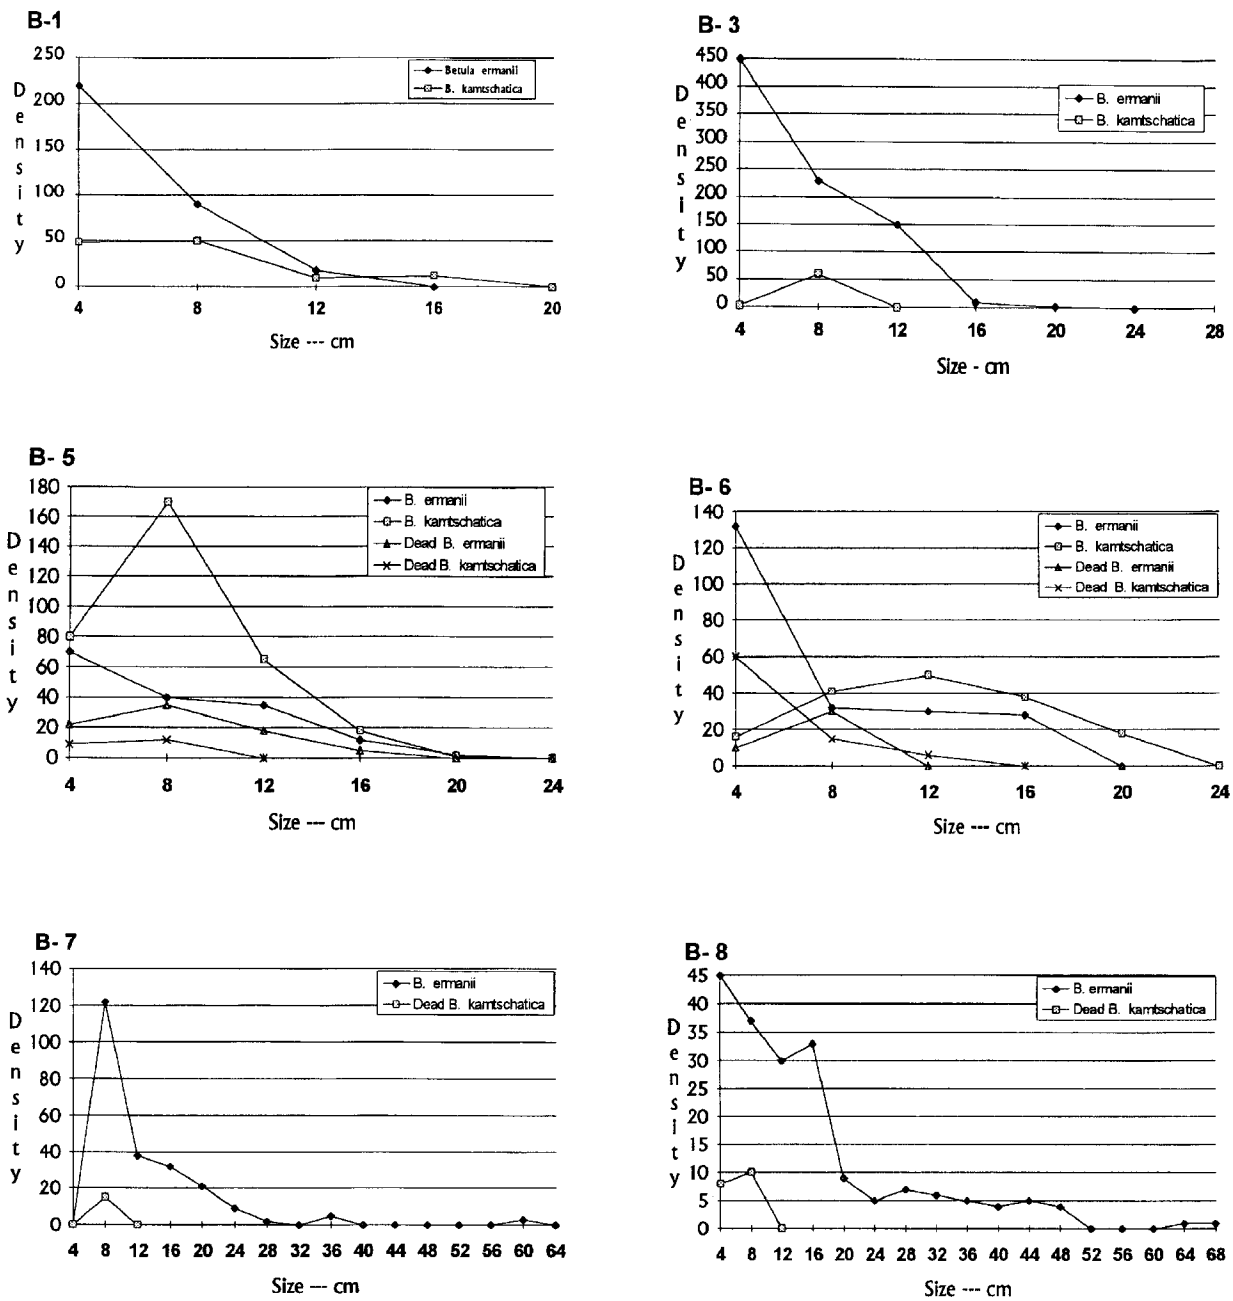 B-1
250
200
150
100
50
0
Density
4 8 12 16 20
Size --- cm
Betula ermanii
B. kamtschatica
B- 3
450
400
350
300
250
200
150
100
50
0
Density
4 8 12 16 20 24 28
Size - cm
B. ermanii
B. kamtschatica
B- 5
180
160
140
120
100
80
60
40
20
0
Density
4 8 12 16 20 24
Size --- cm
B. ermanii
B. kamtschatica
Dead B. ermanii
Dead B. kamtschatica
B- 6
140
120
100
80
60
40
20
0
Density
4 8 12 16 20 24
Size --- cm
B. ermanii
B. kamtschatica
Dead B. ermanii
Dead B. kamtschatica
B- 7
140
120
100
80
60
40
20
0
Density
4 8 12 16 20 24 28 32 36 40 44 48 52 56 60 64
Size --- cm
B. ermanii
Dead B. kamtschatica
B- 8
45
40
35
30
25
20
15
10
5
0
Density
4 8 12 16 20 24 28 32 36 40 44 48 52 56 60 64 68
Size --- cm
B. ermanii
Dead B. kamtschatica